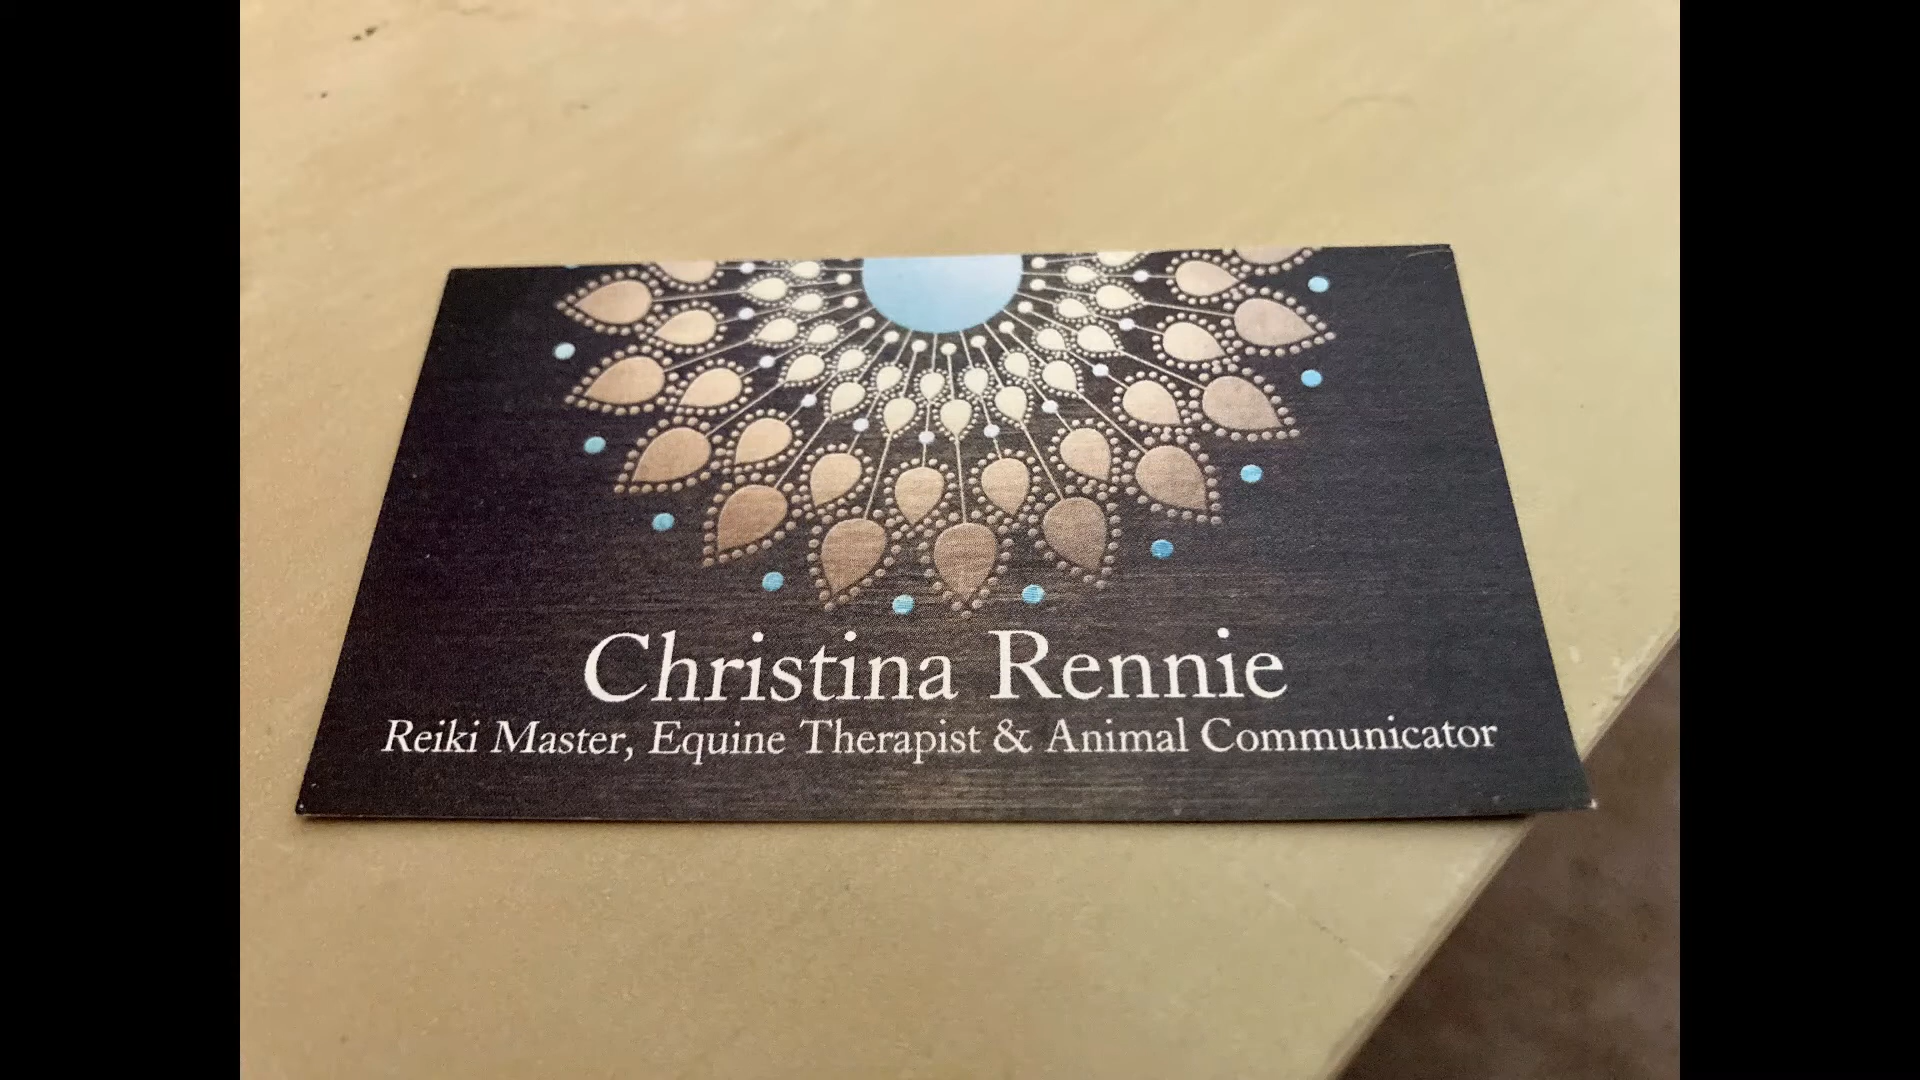 Christina Rennie
Reiki Master, Equine Therapist & Animal Communicator